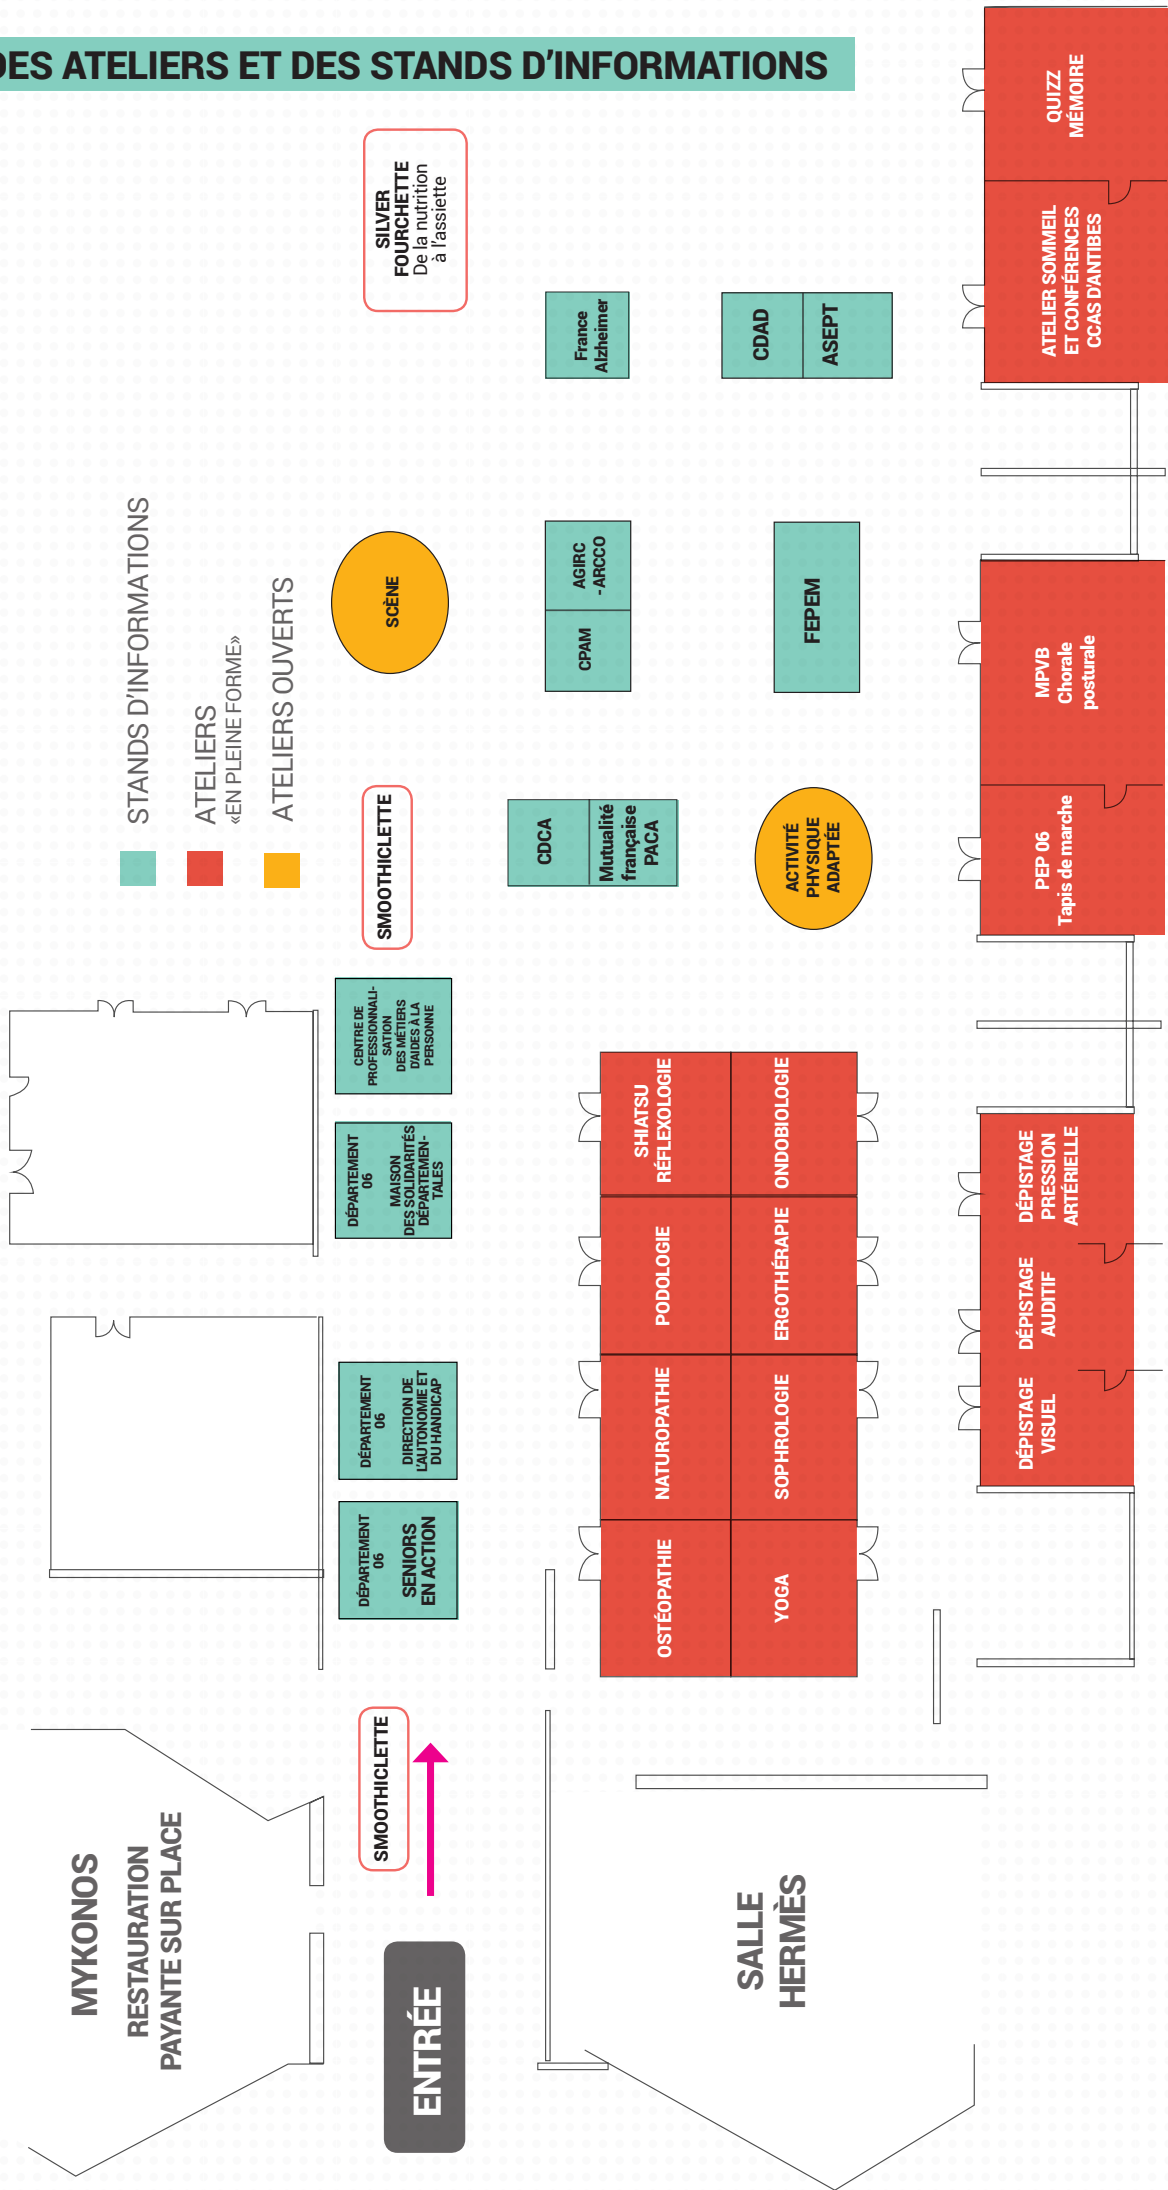 DES ATELIERS ET DES STANDS D'INFORMATIONS
STANDS D'INFORMATIONS
ATELIERS
«EN PLEINE FORME»
ATELIERS OUVERTS
MYKONOS
RESTAURATION
PAYANTE SUR PLACE
ENTRÉE
SMOOTHICLETTE
SALLE
HERMÈS
DÉPARTEMENT
06
SENIORS
EN ACTION
DÉPARTEMENT
06
DIRECTION DE
L'AUTONOMIE ET
DU HANDICAP
DÉPARTEMENT
06
MAISON
DES SOLIDARITÉS
DÉPARTEMEN-
TALES
CENTRE DE
PROFESSIONNALI-
SATION
DES MÉTIERS
D'AIDES À LA
PERSONNE
SMOOTHICLETTE
SCÈNE
SILVER
FOURCHETTE
De la nutrition
à l'assiette
OSTÉOPATHIE
NATUROPATHIE
PODOLOGIE
SHIATSU
RÉFLEXOLOGIE
YOGA
SOPHROLOGIE
ERGOTHÉRAPIE
ONDOBIOLOGIE
CDCA
Mutualité
française
PACA
CPAM
AGIRC
-ARCCO
France
Alzheimer
ACTIVITÉ
PHYSIQUE
ADAPTÉE
FEPEM
CDAD
ASEPT
DÉPISTAGE
VISUEL
DÉPISTAGE
AUDITIF
DÉPISTAGE
PRESSION
ARTÉRIELLE
PEP 06
Tapis de marche
MPVB
Chorale
posturale
ATELIER SOMMEIL
ET CONFÉRENCES
CCAS D'ANTIBES
QUIZZ
MÉMOIRE